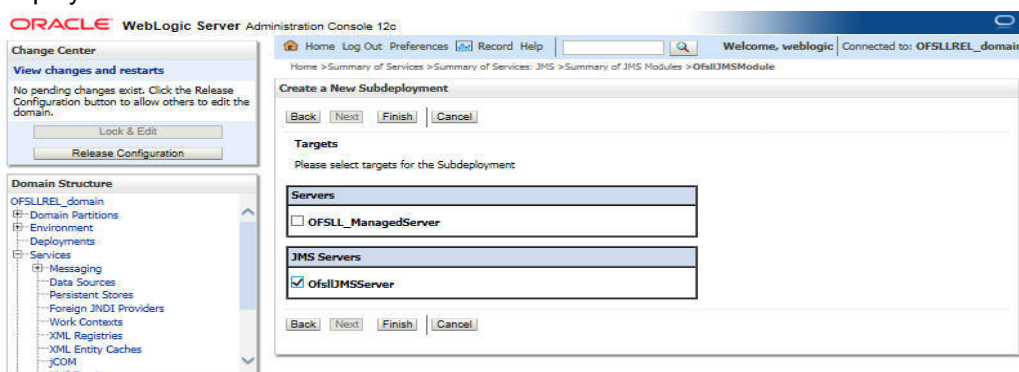 ORACLE WebLogic Server Administration Console 12c
Change Center
View changes and restarts
No pending changes exist. Click the Release
Configuration button to allow others to edit the
domain.
Lock & Edit
Release Configuration
Domain Structure
OFSLLREL_domain
Domain Partitions
Environment
Deployments
Services
Messaging
Data Sources
Persistent Stores
Foreign JNDI Providers
Work Contexts
XML Registries
XML Entity Caches
jCOM
Home Log Out Preferences Record Help
Welcome, weblogic Connected to: OFSLLREL_domain
Home >Summary of Services >Summary of Services: JMS >Summary of JMS Modules >OfsllJMSModule
Create a New Subdeployment
Back Next Finish Cancel
Targets
Please select targets for the Subdeployment
Servers
OFSLL_ManagedServer
JMS Servers
OfsllJMSServer
Back Next Finish Cancel